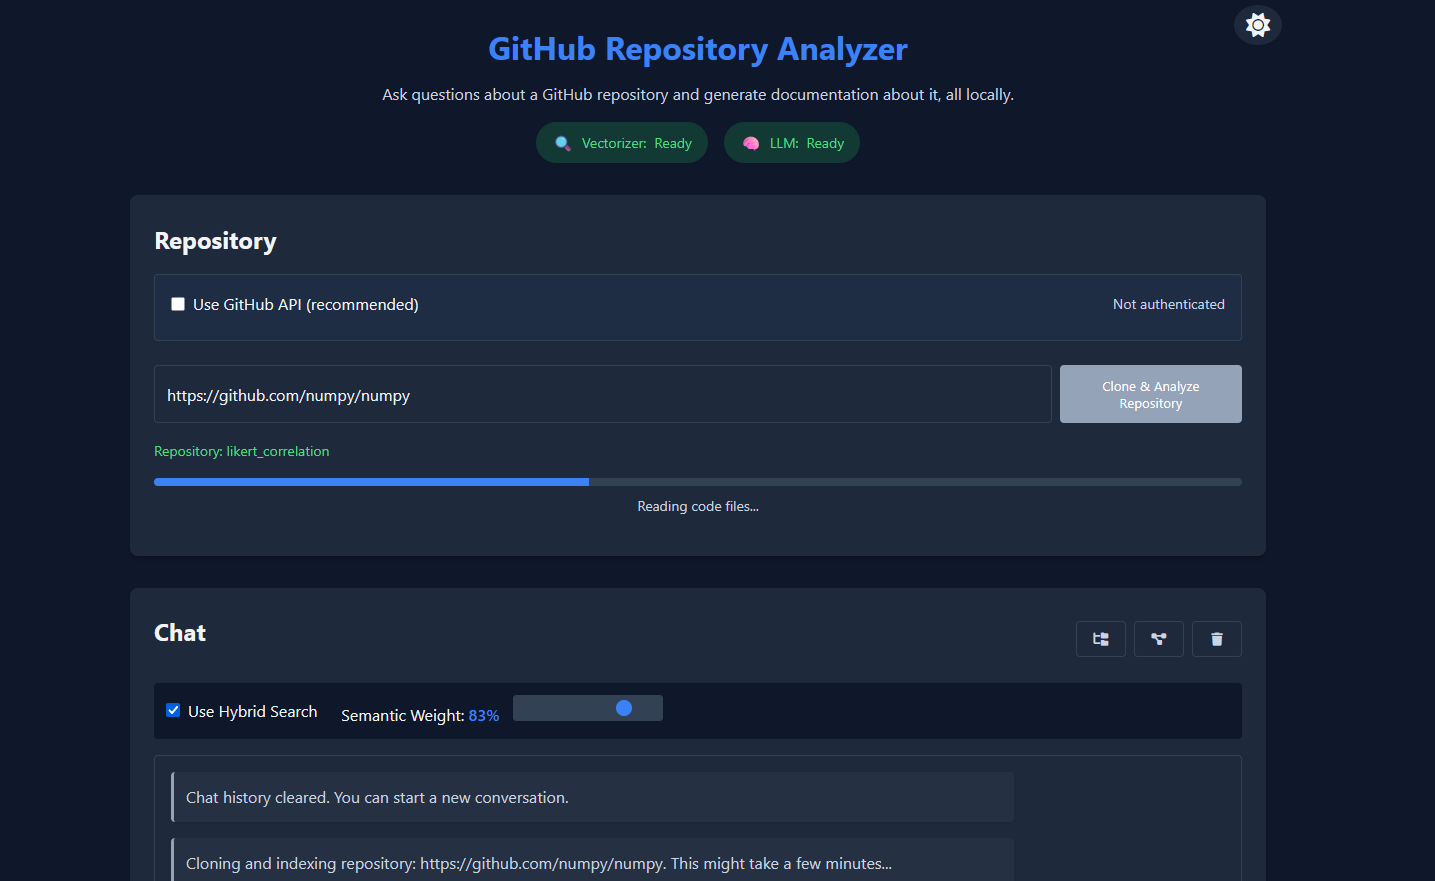 GitHub Repository Analyzer
Ask questions about a GitHub repository and generate documentation about it, all locally.
Vectorizer: Ready
LLM: Ready
Repository
Use GitHub API (recommended)
Not authenticated
https://github.com/numpy/numpy
Clone & Analyze
Repository
Repository: likert_correlation
Reading code files...
Chat
Use Hybrid Search
Semantic Weight: 83%
Chat history cleared. You can start a new conversation.
Cloning and indexing repository: https://github.com/numpy/numpy. This might take a few minutes...